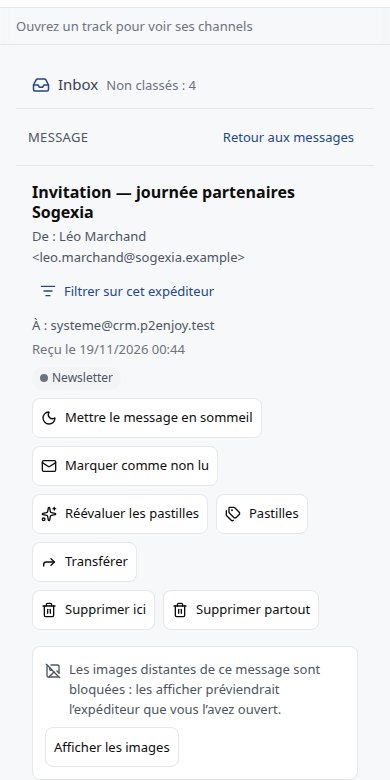 Ouvrez un track pour voir ses channels
Inbox Non classés : 4
MESSAGE Retour aux messages
Invitation — journée partenaires
Sogexia
De : Léo Marchand
<leo.marchand@sogexia.example>
Filtrer sur cet expéditeur
À : systeme@crm.p2enjoy.test
Reçu le 19/11/2026 00:44
Newsletter
Mettre le message en sommeil
Marquer comme non lu
Réévaluer les pastilles Pastilles
Transférer
Supprimer ici Supprimer partout
Les images distantes de ce message sont
bloquées : les afficher préviendrait
l’expéditeur que vous l’avez ouvert.
Afficher les images